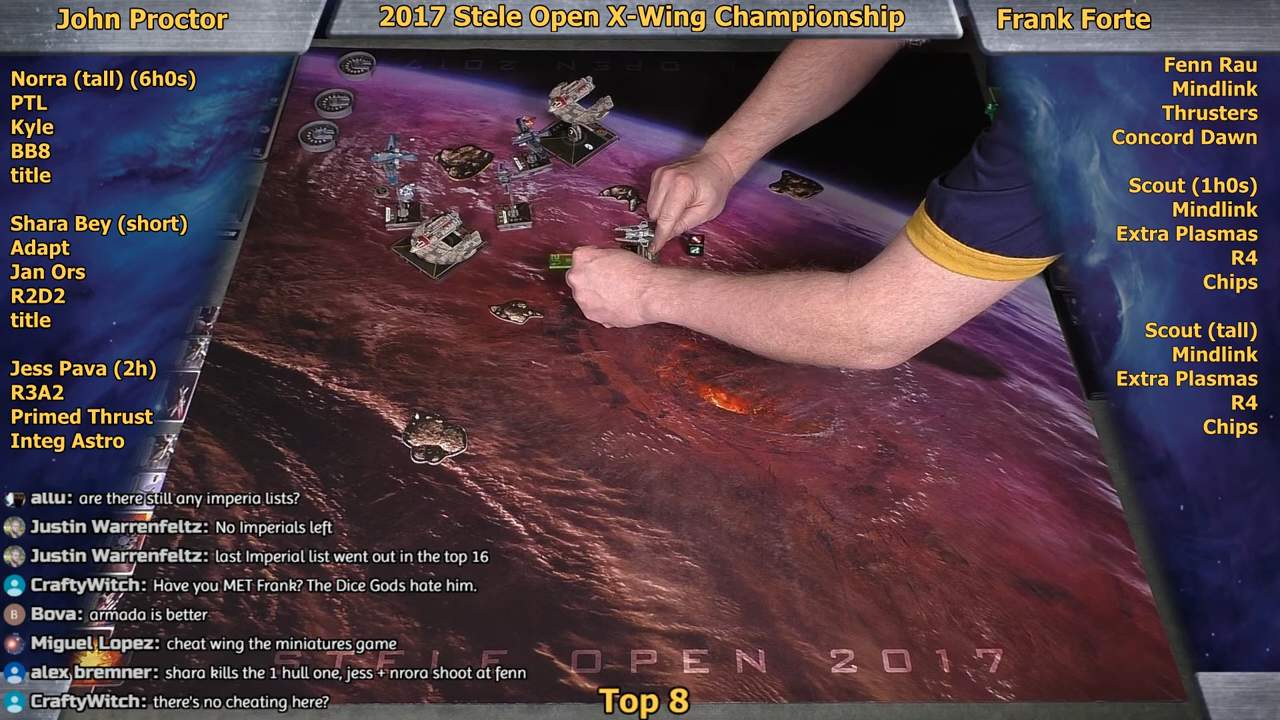 John Proctor
2017 Stele Open X-Wing Championship
Frank Forte
Norra (tall) (6h0s)
PTL
Kyle
BB8
title
Shara Bey (short)
Adapt
Jan Ors
R2D2
title
Jess Pava (2h)
R3A2
Primed Thrust
Integ Astro
Fenn Rau
Mindlink
Thrusters
Concord Dawn
Scout (1h0s)
Mindlink
Extra Plasmas
R4
Chips
Scout (tall)
Mindlink
Extra Plasmas
R4
Chips
allu: are there still any imperia lists?
Justin Warrenfeltz: No Imperials left
Justin Warrenfeltz: last Imperial list went out in the top 16
CraftyWitch: Have you MET Frank? The Dice Gods hate him.
B Bova: armada is better
Miguel Lopez: cheat wing the miniatures game
alex bremner: shara kills the 1 hull one, jess + nrora shoot at fenn
CraftyWitch: there's no cheating here?
STELE OPEN 2017
Top 8